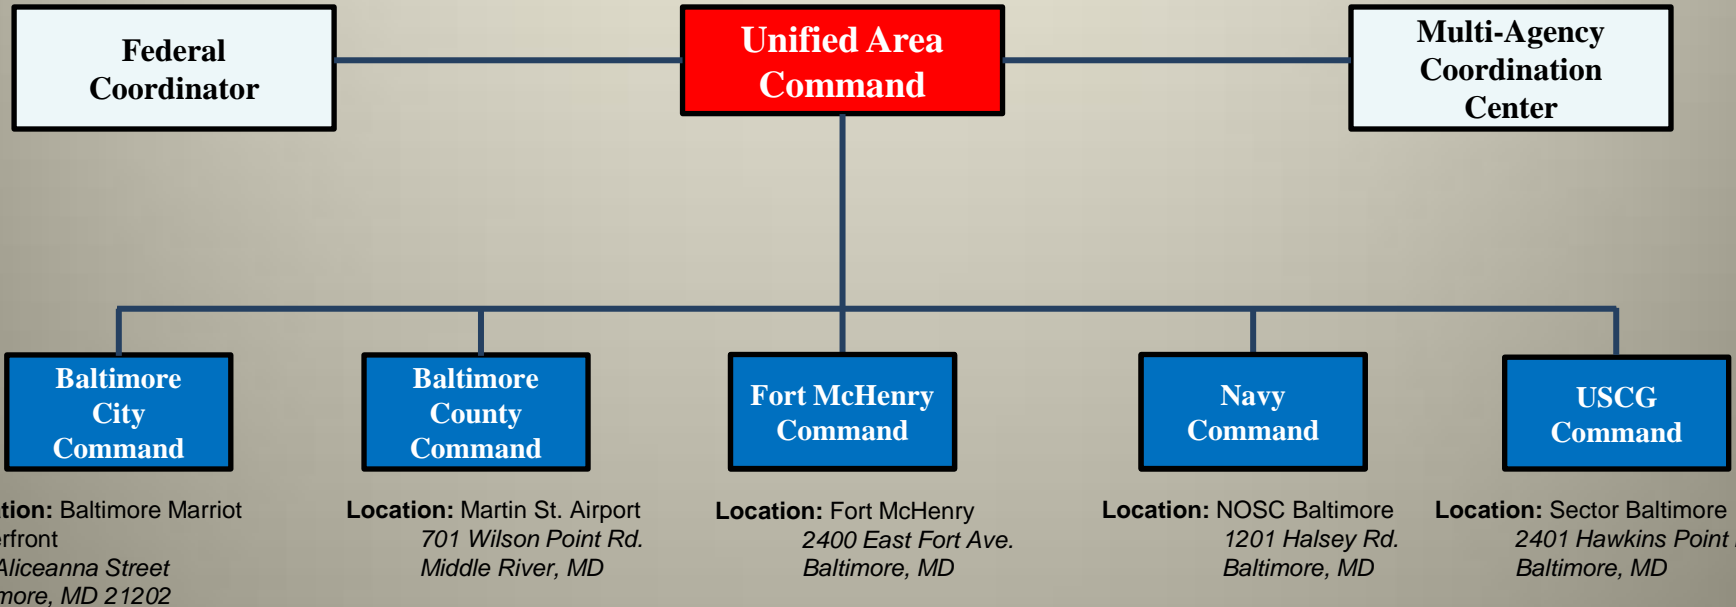 Federal
Coordinator
Unified Area
Command
Multi-Agency
Coordination
Center
Baltimore
City
Command
Baltimore
County
Command
Fort McHenry
Command
Navy
Command
USCG
Command
Baltimore Marriot
Aliceanna Street
MD 21202
Location: Martin St. Airport
701 Wilson Point Rd.
Middle River, MD
Location: Fort McHenry
2400 East Fort Ave.
Baltimore, MD
Location: NOSC Baltimore
1201 Halsey Rd.
Baltimore, MD
Location: Sector Baltimore
2401 Hawkins Point
Baltimore, MD